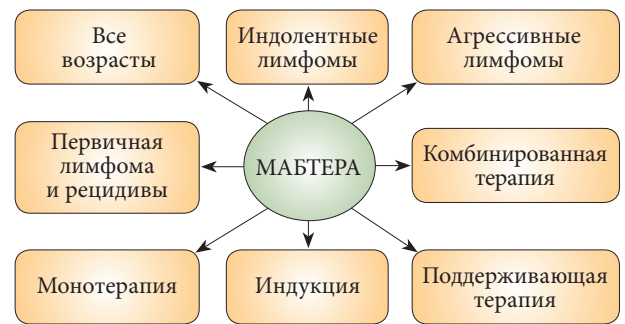 Все
возрасты
Индолентные
лимфомы
Агрессивные
лимфомы
Первичная
лимфома
и рецидивы
МАБТЕРА
Комбинированная
терапия
Монотерапия
Индукция
Поддерживающая
терапия